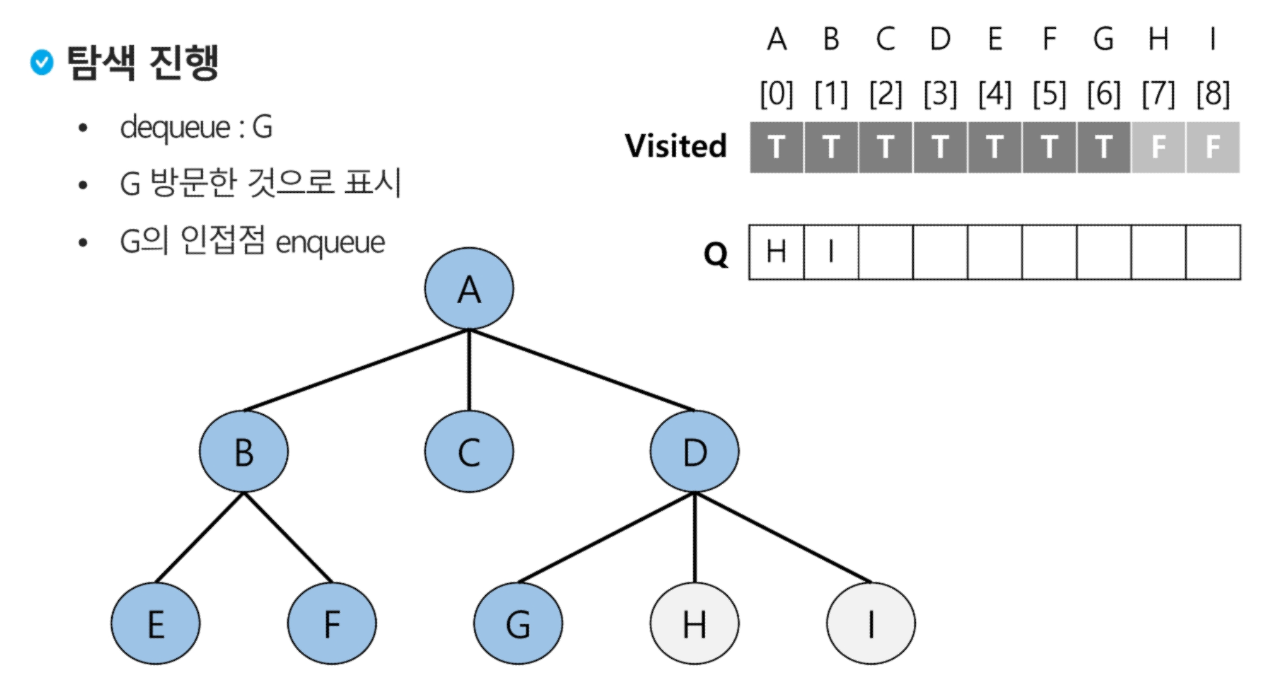 탐색 진행
• dequeue : G
• G 방문한 것으로 표시
• G의 인접점 enqueue
A B C D E F G H I
[0] [1] [2] [3] [4] [5] [6] [7] [8]
Visited T T T T T T T F F
Q H I
A
B C D
E F G H I